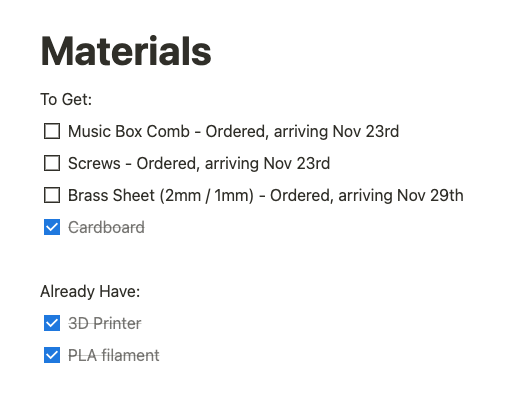 Materials
To Get:
Music Box Comb - Ordered, arriving Nov 23rd
Screws - Ordered, arriving Nov 23rd
Brass Sheet (2mm / 1mm) - Ordered, arriving Nov 29th
Cardboard
Already Have:
3D Printer
PLA filament